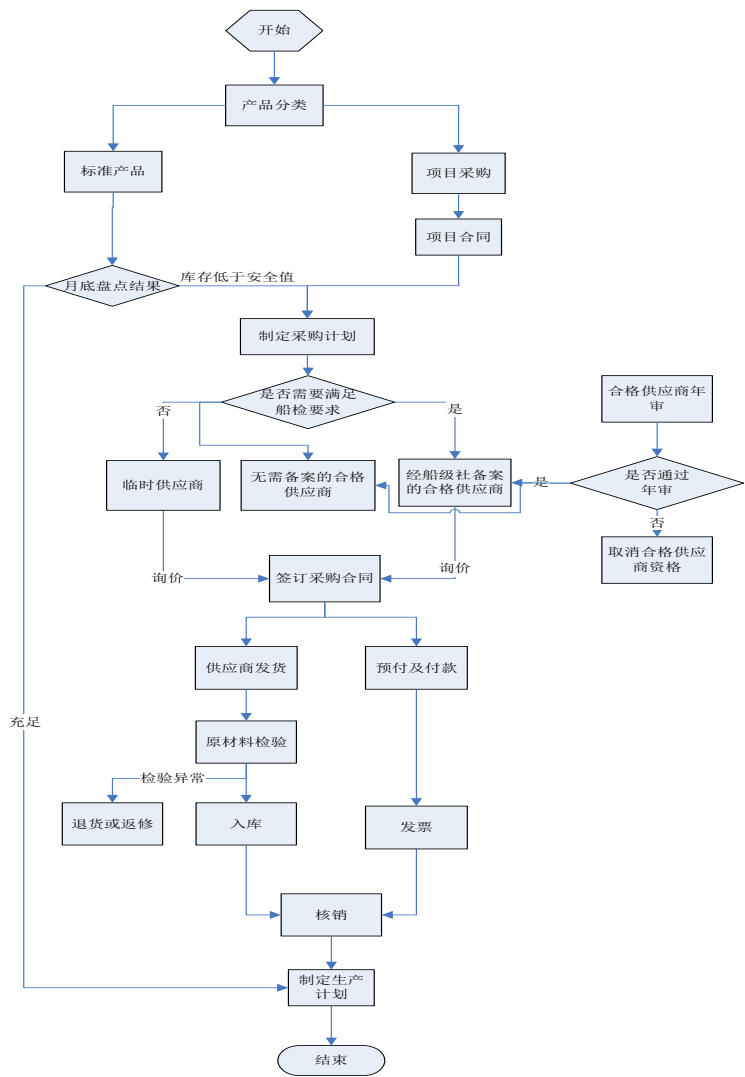 开始
产品分类
标准产品
项目采购
项目合同
月底盘点结果
库存低于安全值
制定采购计划
是否需要满足
船检要求
否
是
合格供应商年
审
临时供应商
无需备案的合格
供应商
经船级社备案
的合格供应商
是
是否通过
年审
否
取消合格供应
商资格
询价
签订采购合同
询价
供应商发货
预付及付款
充足
原材料检验
检验异常
退货或返修
入库
发票
核销
制定生产
计划
结束